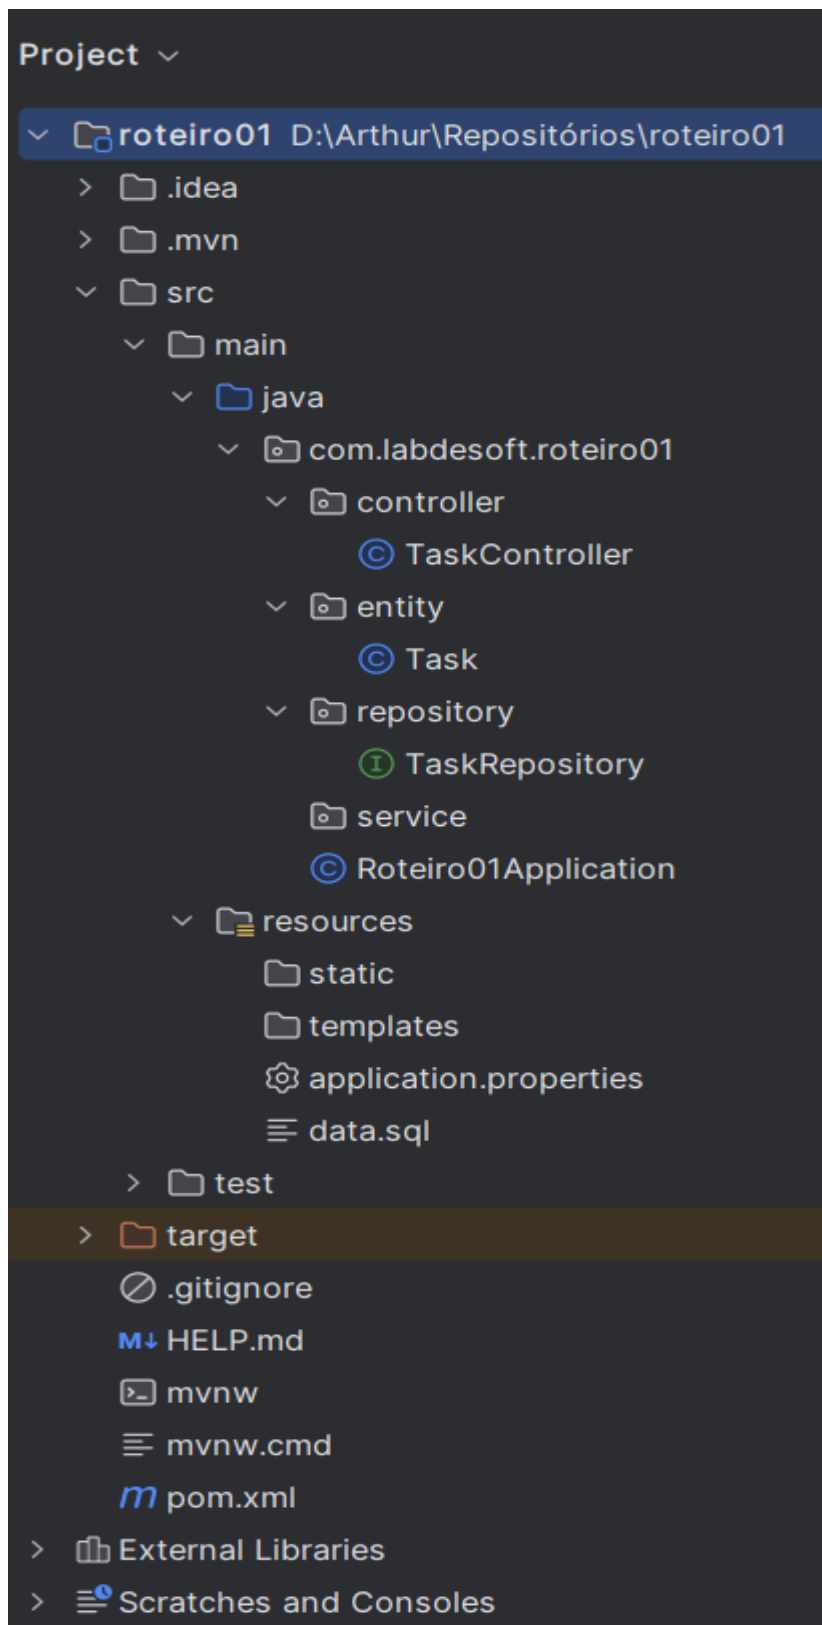 Project
roteiro01 D:\Arthur\Repositórios\roteiro01
.idea
.mvn
src
main
java
com.labdesoft.roteiro01
controller
TaskController
entity
Task
repository
TaskRepository
service
Roteiro01Application
resources
static
templates
application.properties
data.sql
test
target
.gitignore
HELP.md
mvnw
mvnw.cmd
pom.xml
External Libraries
Scratches and Consoles